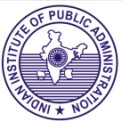 INDIAN INSTITUTE OF PUBLIC ADMINISTRATION